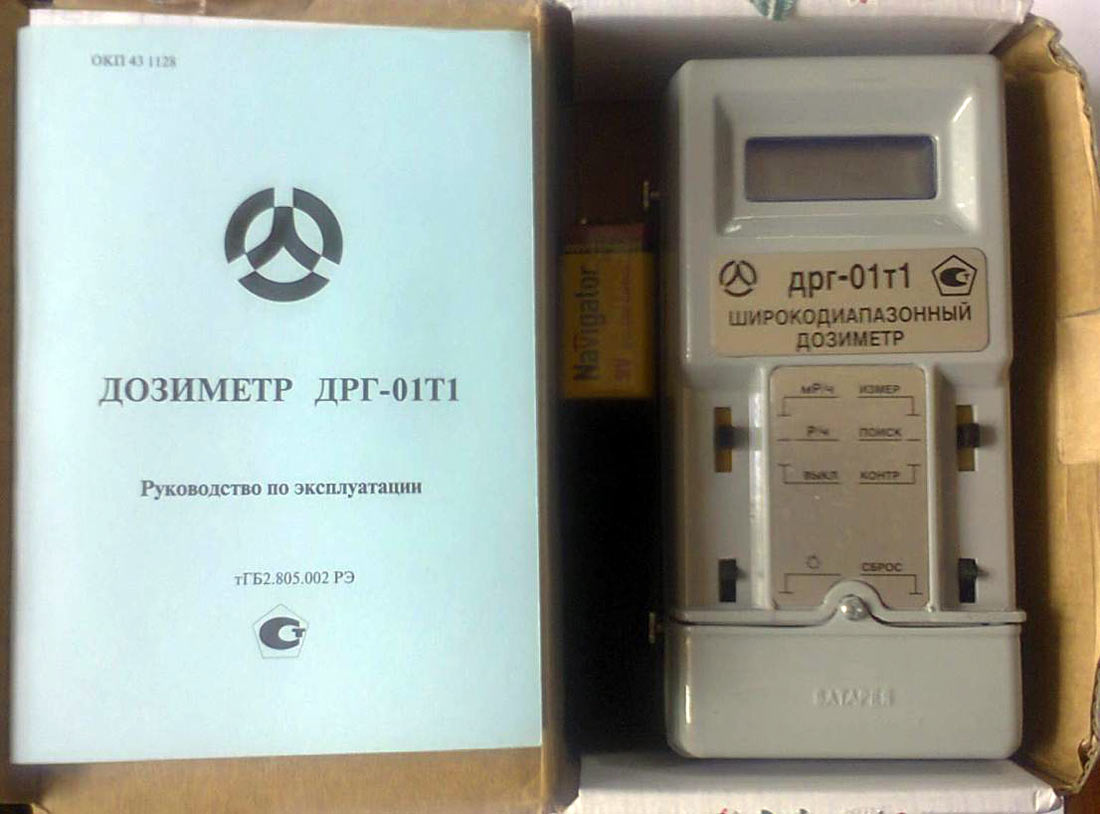 ОКП 43 1128
ДОЗИМЕТР ДРГ-01Т1
Руководство по эксплуатации
тГБ2.805.002 РЭ
Navigator
9V
дрг-01т1
ШИРОКОДИАПАЗОННЫЙ
ДОЗИМЕТР
мР/ч ИЗМЕР
Р/ч ПОИСК
ВЫКЛ КОНТР
СБРОС
БАТАРЕЯ